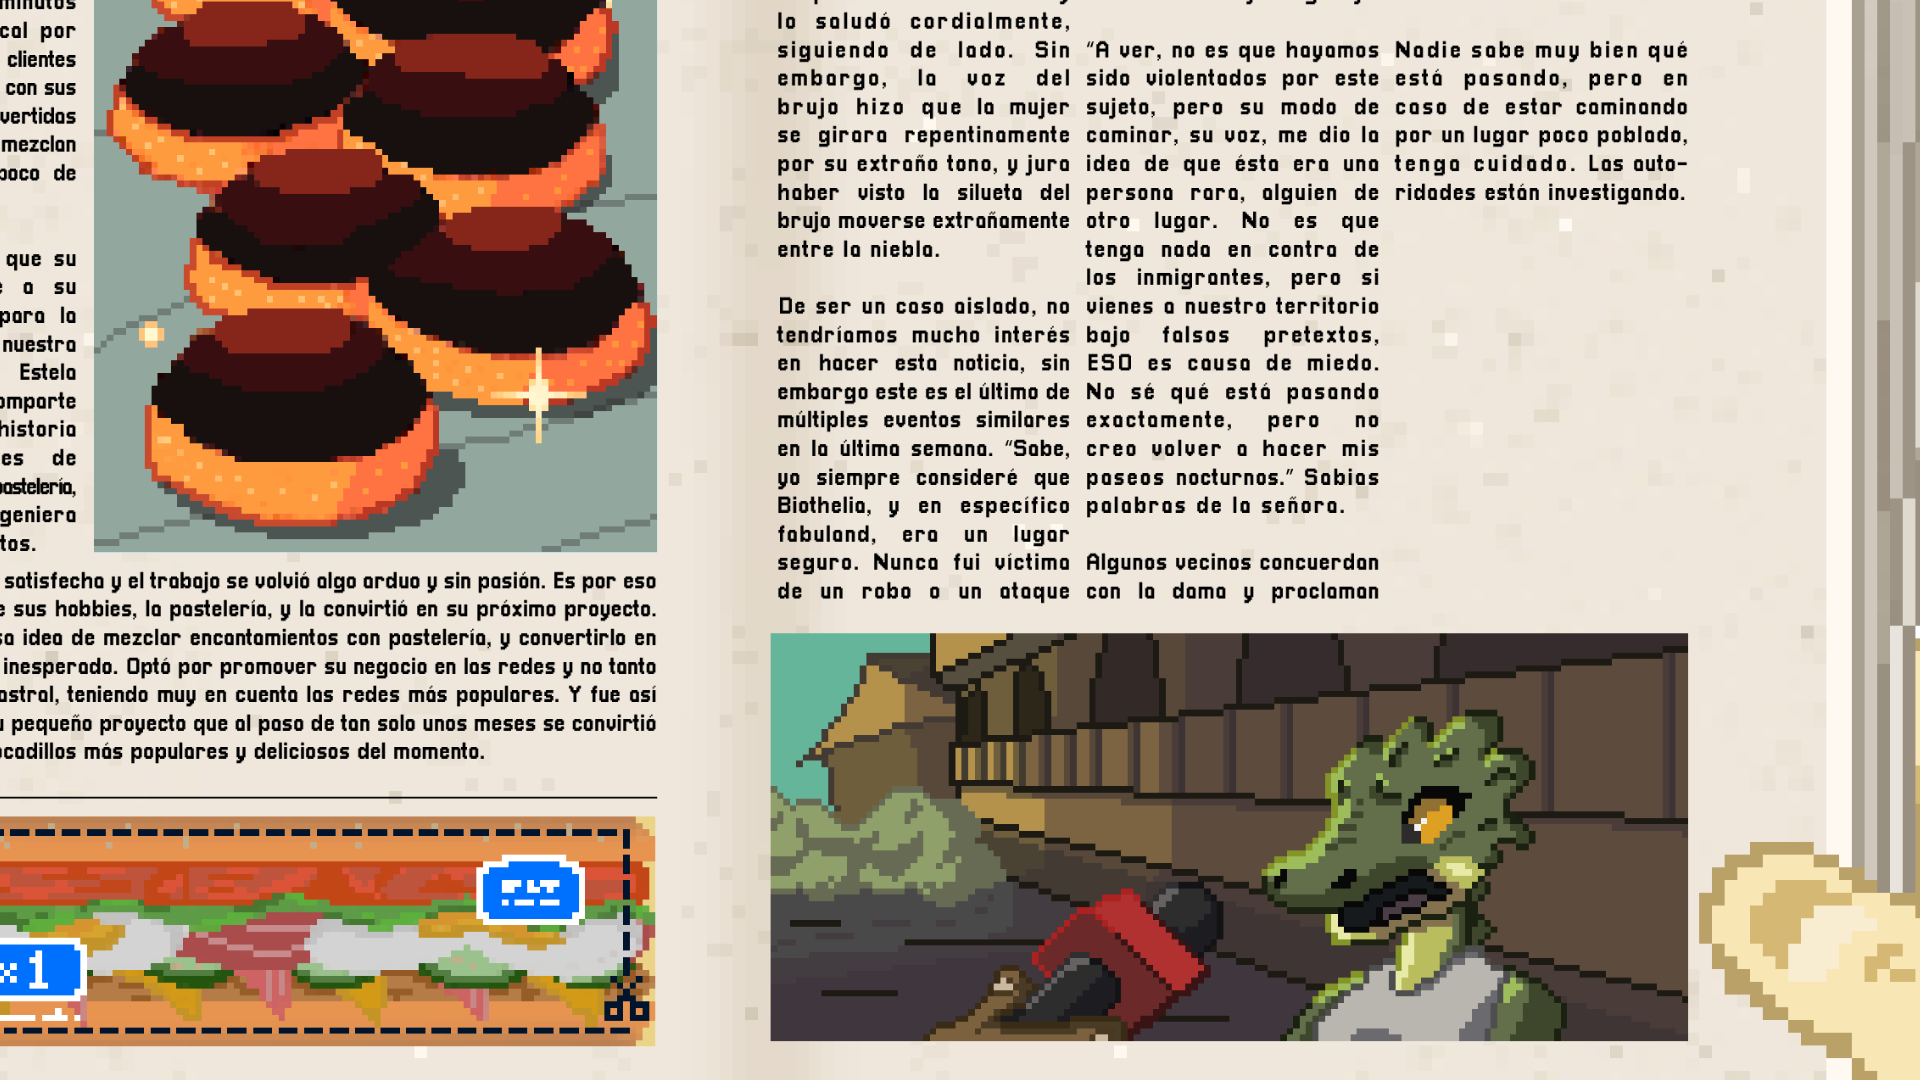 minutos
cal por
clientes
con sus
vertidas
mezclan
poco de
que su
a su
para la
nuestra
Estela
omparte
historia
es de
pastelería,
geniera
tos.
satisfecha y el trabajo se volvió algo arduo y sin pasión. Es por eso
e sus hobbies, la pastelería, y la convirtió en su próximo proyecto.
sa idea de mezclar encantamientos con pastelería, y convertirlo en
inesperado. Optó por promover su negocio en las redes y no tanto
astral, teniendo muy en cuenta las redes más populares. Y fue así
u pequeño proyecto que al paso de tan solo unos meses se convirtió
ocadillos más populares y deliciosos del momento.
×1
lo saludó cordialmente,
siguiendo de lado. Sin
embargo, la voz del
brujo hizo que la mujer
se girara repentinamente
por su extraño tono, y jura
haber visto la silueta del
brujo moverse extrañamente
entre la niebla.
De ser un caso aislado, no
tendríamos mucho interés
en hacer esta noticia, sin
embargo este es el último de
múltiples eventos similares
en la última semana. "Sabe,
yo siempre consideré que
Biothelia, y en específico
fabuland, era un lugar
seguro. Nunca fui víctima
de un robo o un ataque
"A ver, no es que hayamos
sido violentados por este
sujeto, pero su modo de
caminar, su voz, me dio la
idea de que ésta era una
persona rara, alguien de
otro lugar. No es que
tenga nada en contra de
los inmigrantes, pero si
vienes a nuestro territorio
bajo falsos pretextos,
ESO es causa de miedo.
No sé qué está pasando
exactamente, pero no
creo volver a hacer mis
paseos nocturnos." Sabias
palabras de la señora.
Algunos vecinos concuerdan
con la dama y proclaman
Nadie sabe muy bien qué
está pasando, pero en
caso de estar caminando
por un lugar poco poblado,
tenga cuidado. Las auto-
ridades están investigando.